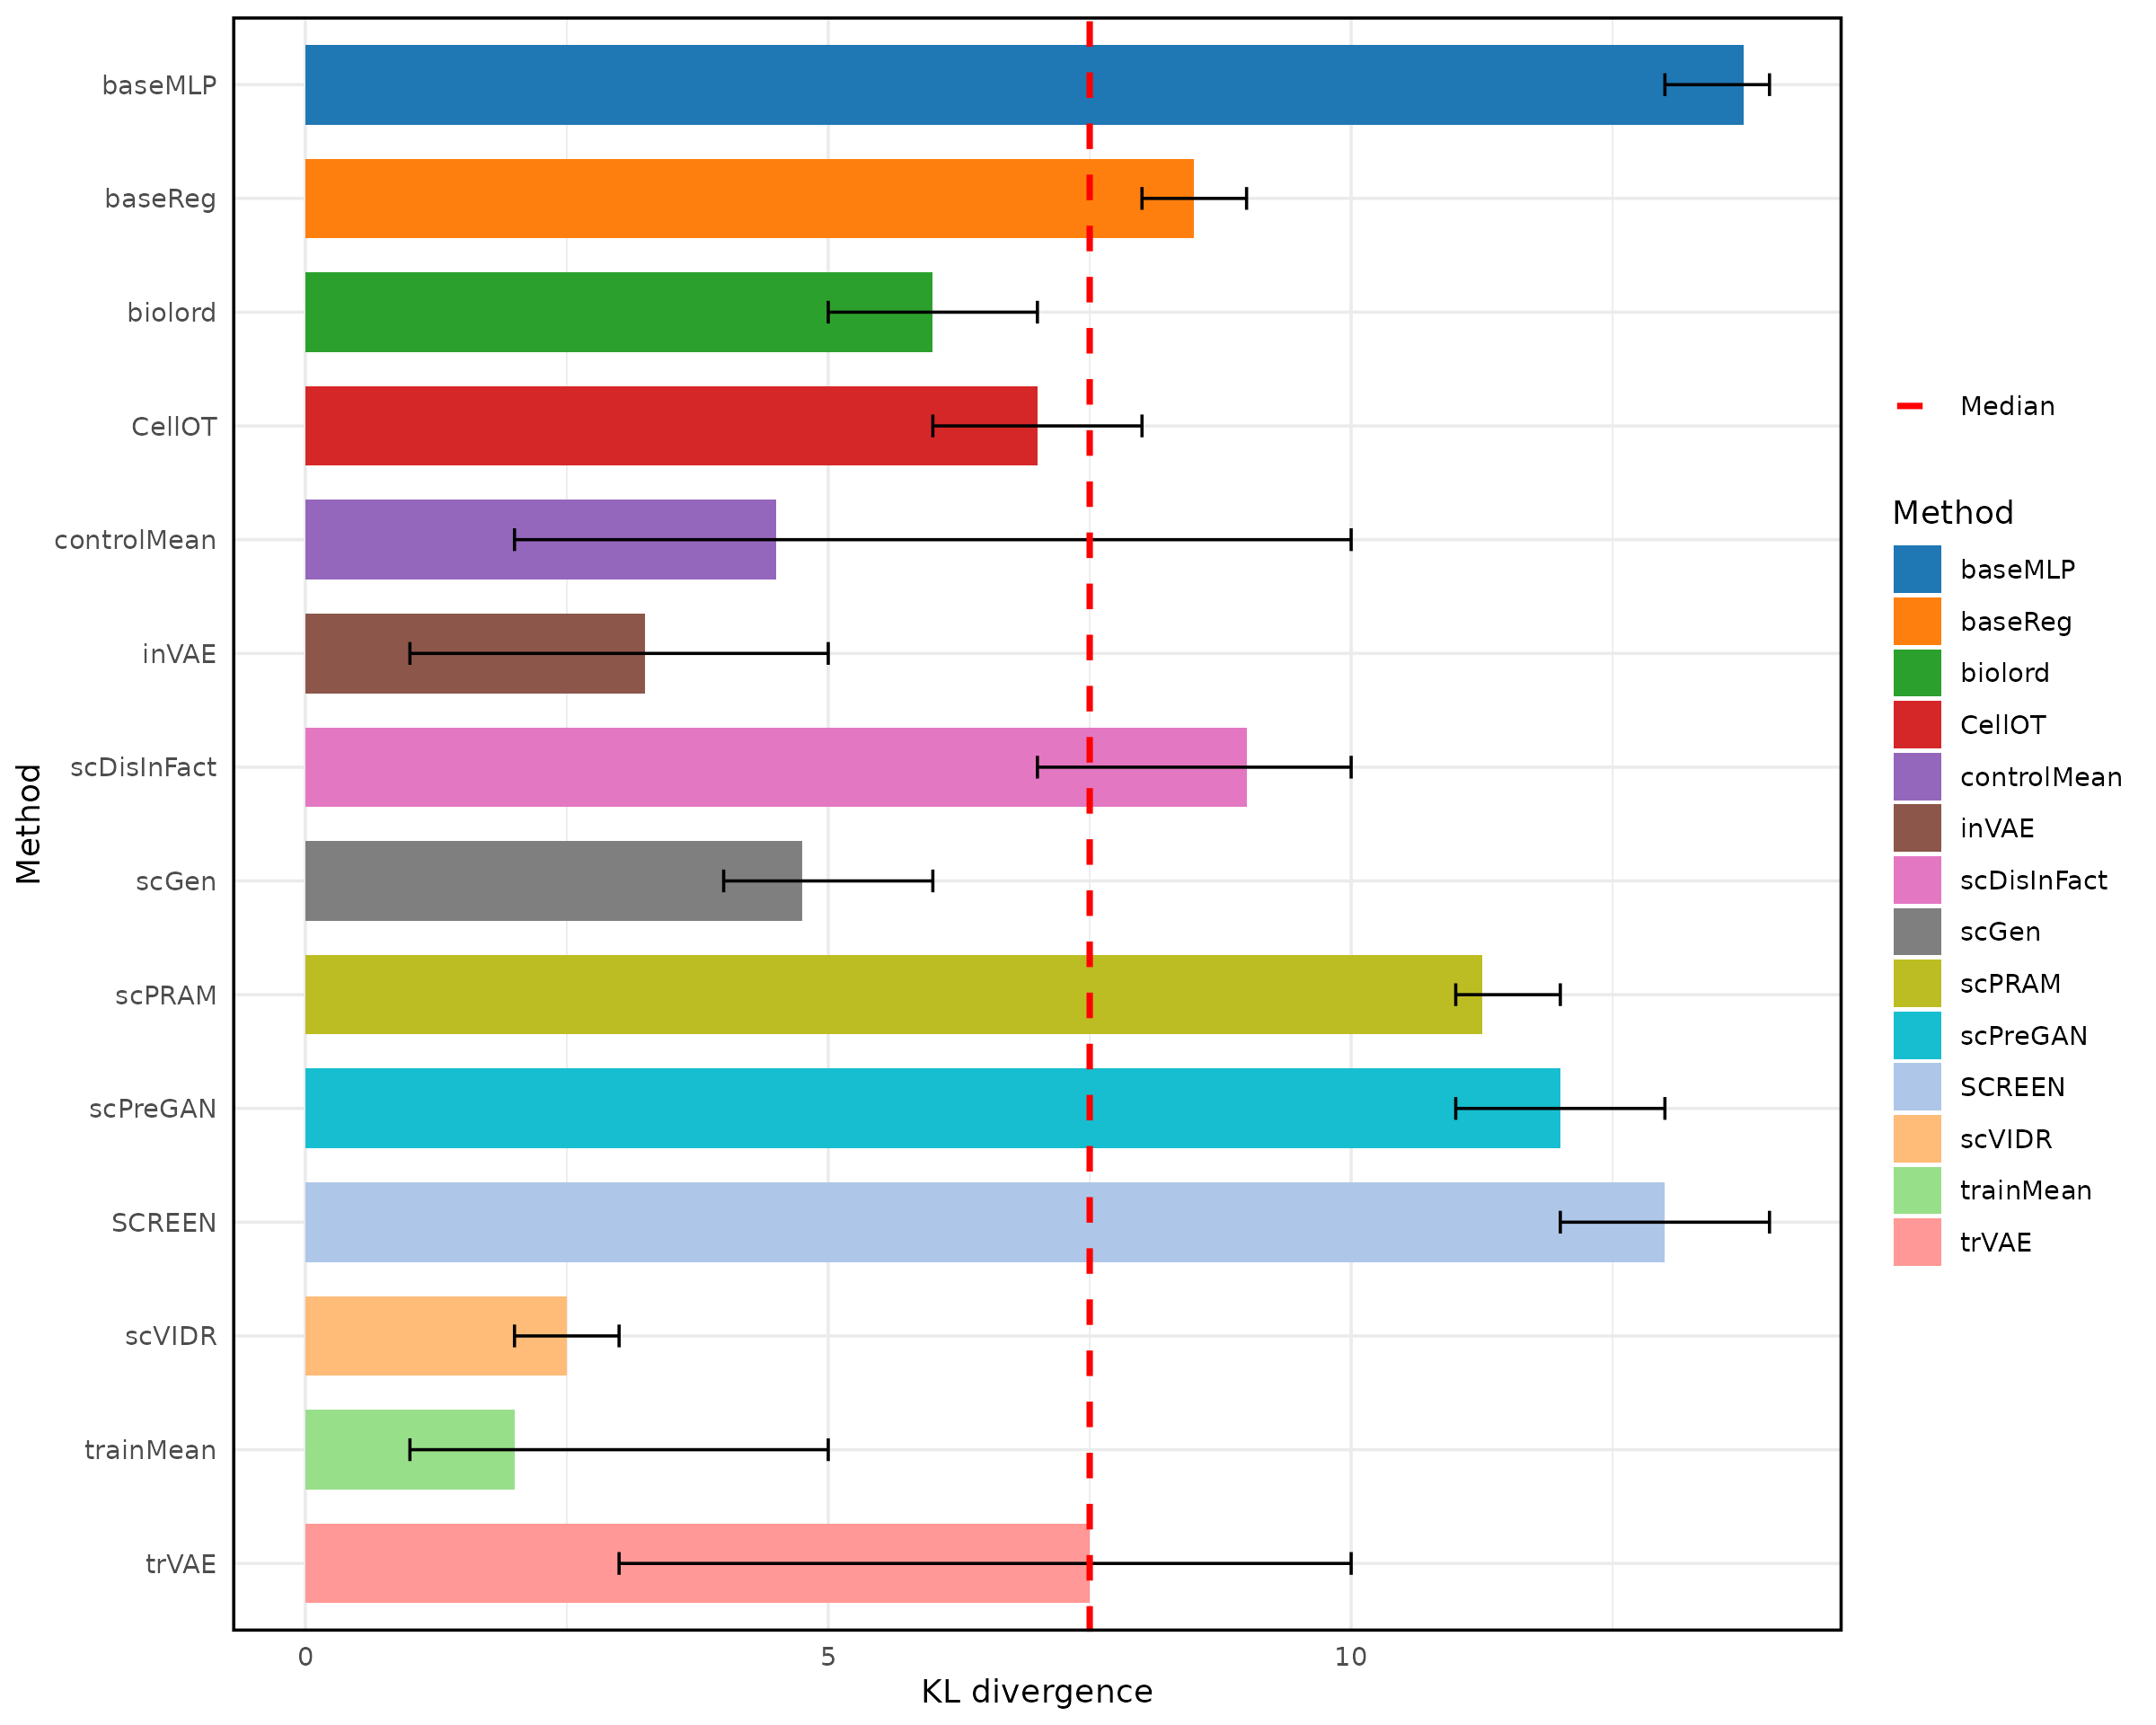 baseMLP
baseReg
biolord
CellOT
controlMean
inVAE
scDisInFact
scGen
scPRAM
scPreGAN
SCREEN
scVIDR
trainMean
trVAE
Method
0 5 10
KL divergence
Median
Method
baseMLP
baseReg
biolord
CellOT
controlMean
inVAE
scDisInFact
scGen
scPRAM
scPreGAN
SCREEN
scVIDR
trainMean
trVAE